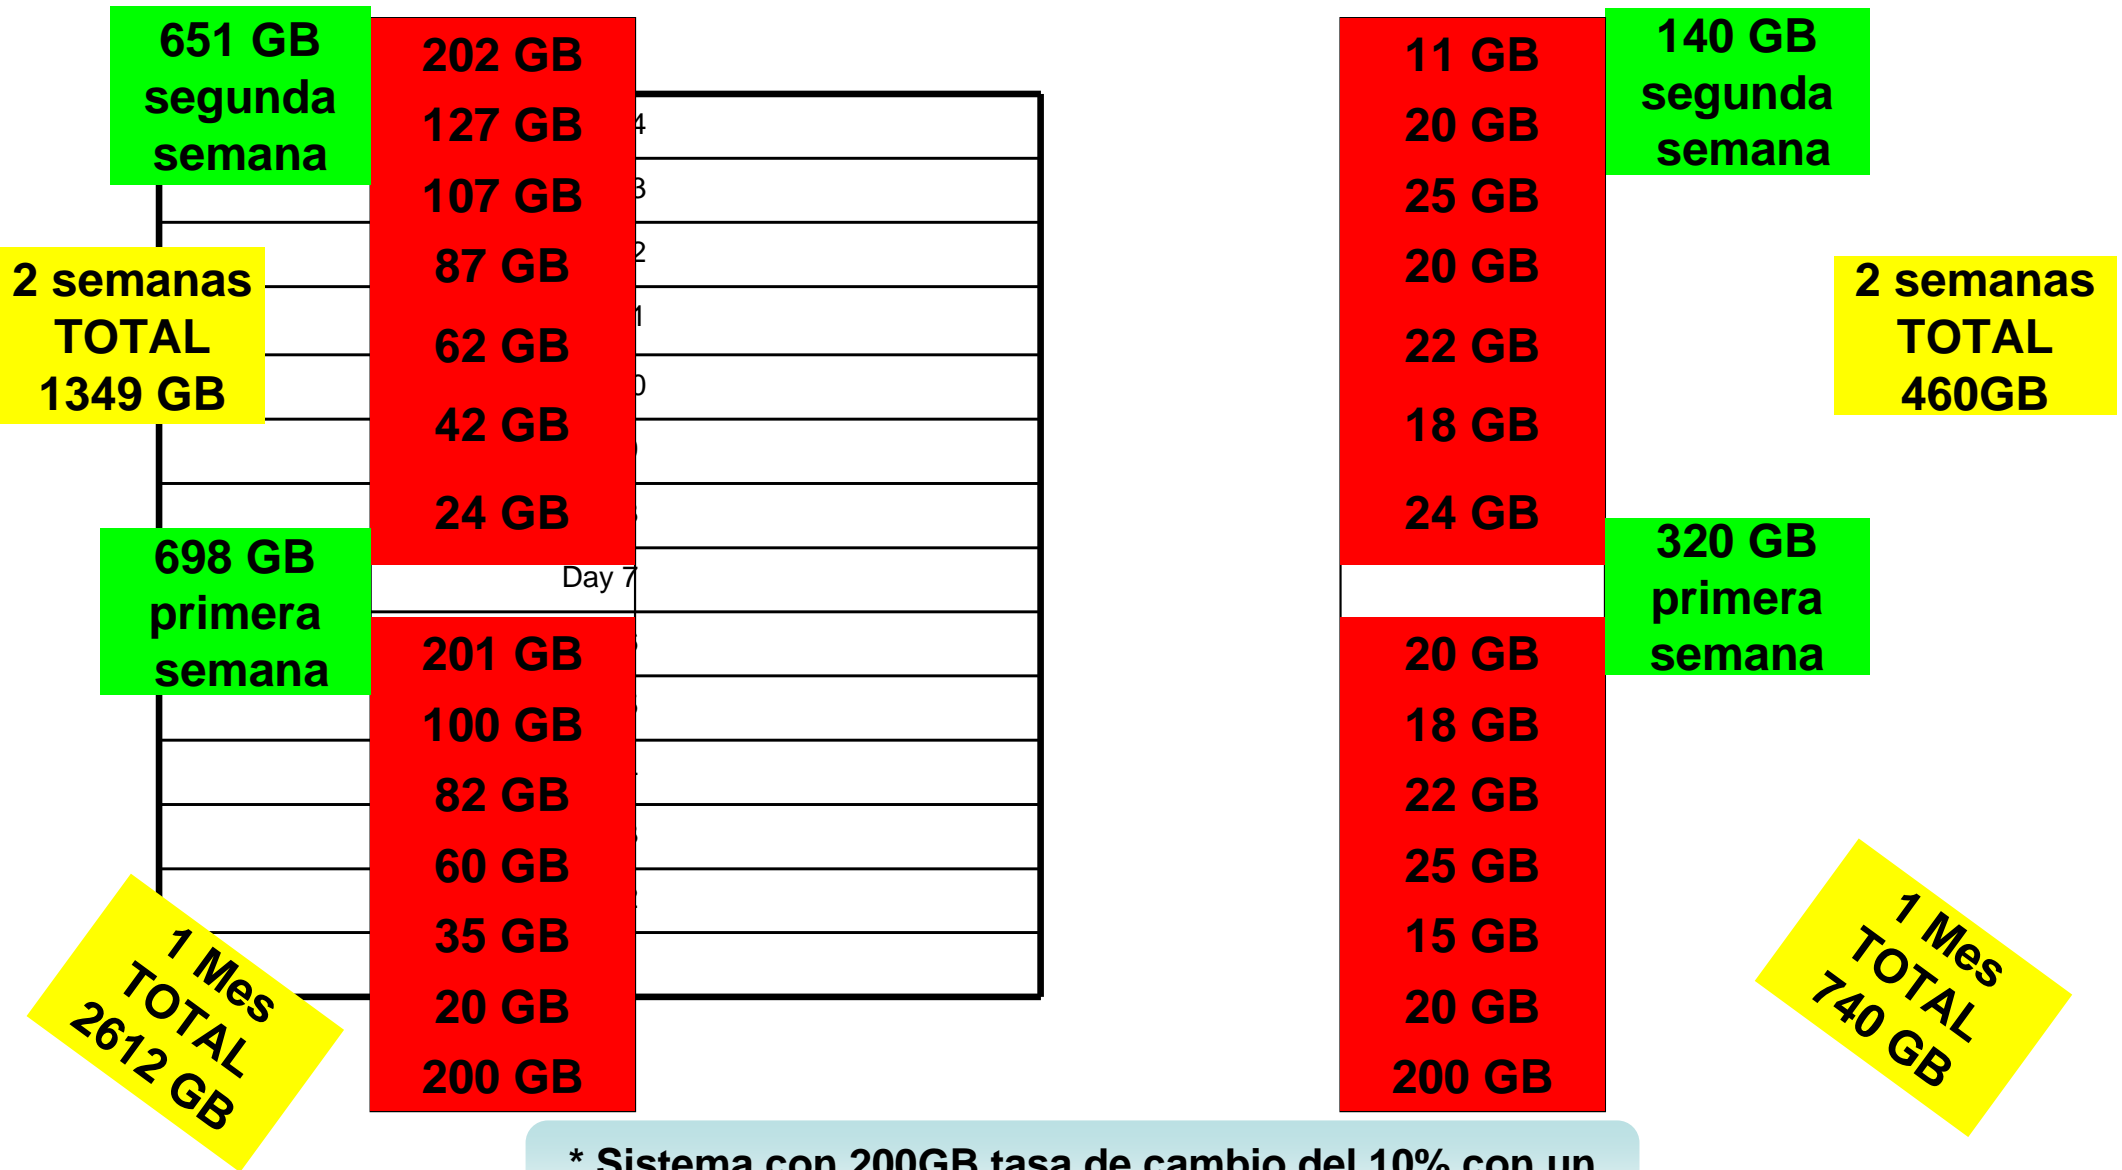 651 GB
segunda
semana
202 GB
127 GB
107 GB
87 GB
62 GB
42 GB
24 GB
2 semanas
TOTAL
1349 GB
698 GB
primera
semana
Day 7
201 GB
100 GB
82 GB
60 GB
35 GB
20 GB
200 GB
1 Mes
TOTAL
2612 GB
11 GB
20 GB
25 GB
20 GB
22 GB
18 GB
24 GB
140 GB
segunda
semana
2 semanas
TOTAL
460GB
320 GB
primera
semana
20 GB
18 GB
22 GB
25 GB
15 GB
20 GB
200 GB
1 Mes
TOTAL
740 GB
* Sistema con 200GB tasa de cambio del 10% con un